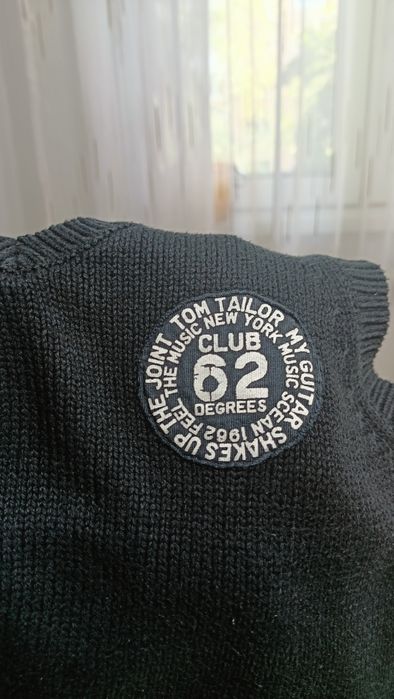 TOM TAILOR MY GUITAR SHAKES UP THE JOINT
FEEL THE MUSIC NEW YORK MUSIC SCEAN 1962
CLUB
62
DEGREES